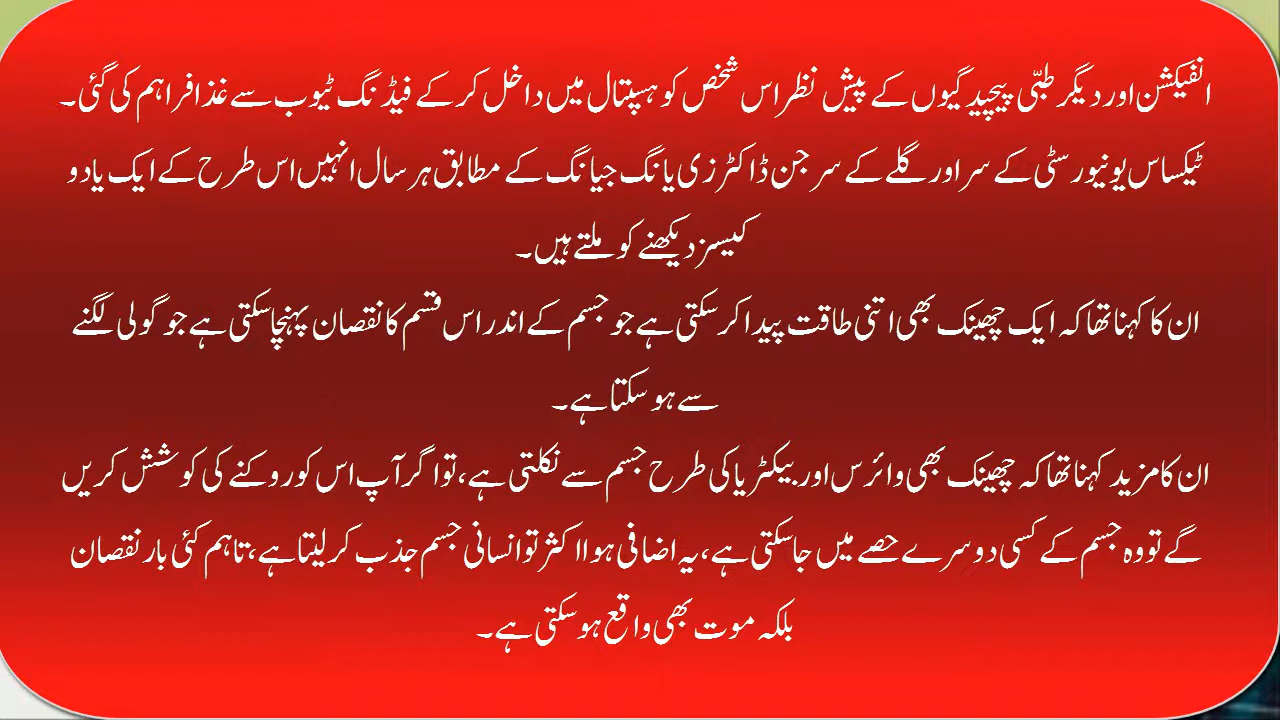 انفیکشن اور دیگر طبّی پیچیدگیوں کے پیش نظر اس شخص کو ہسپتال میں داخل کر کے فیڈنگ ٹیوب سے غذا فراہم کی گئی۔
ٹیکساس یونیورسٹی کے سر اور گلے کے سرجن ڈاکٹر زی یانگ جیانگ کے مطابق ہر سال انہیں اس طرح کے ایک یا دو
کیسز دیکھنے کو ملتے ہیں۔
ان کا کہنا تھا کہ ایک چھینک بھی اتنی طاقت پیدا کر سکتی ہے جو جسم کے اندر اس قسم کا نقصان پہنچا سکتی ہے جو گولی لگنے
سے ہو سکتا ہے۔
ان کا مزید کہنا تھا کہ چھینک بھی وائرس اور بیکٹریا کی طرح جسم سے نکلتی ہے، تو اگر آپ اس کو روکنے کی کوشش کریں
گے تو وہ جسم کے کسی دوسرے حصے میں جا سکتی ہے، یہ اضافی ہوا اکثر تو انسانی جسم جذب کر لیتا ہے، تاہم کئی بار نقصان
بلکہ موت بھی واقع ہو سکتی ہے۔